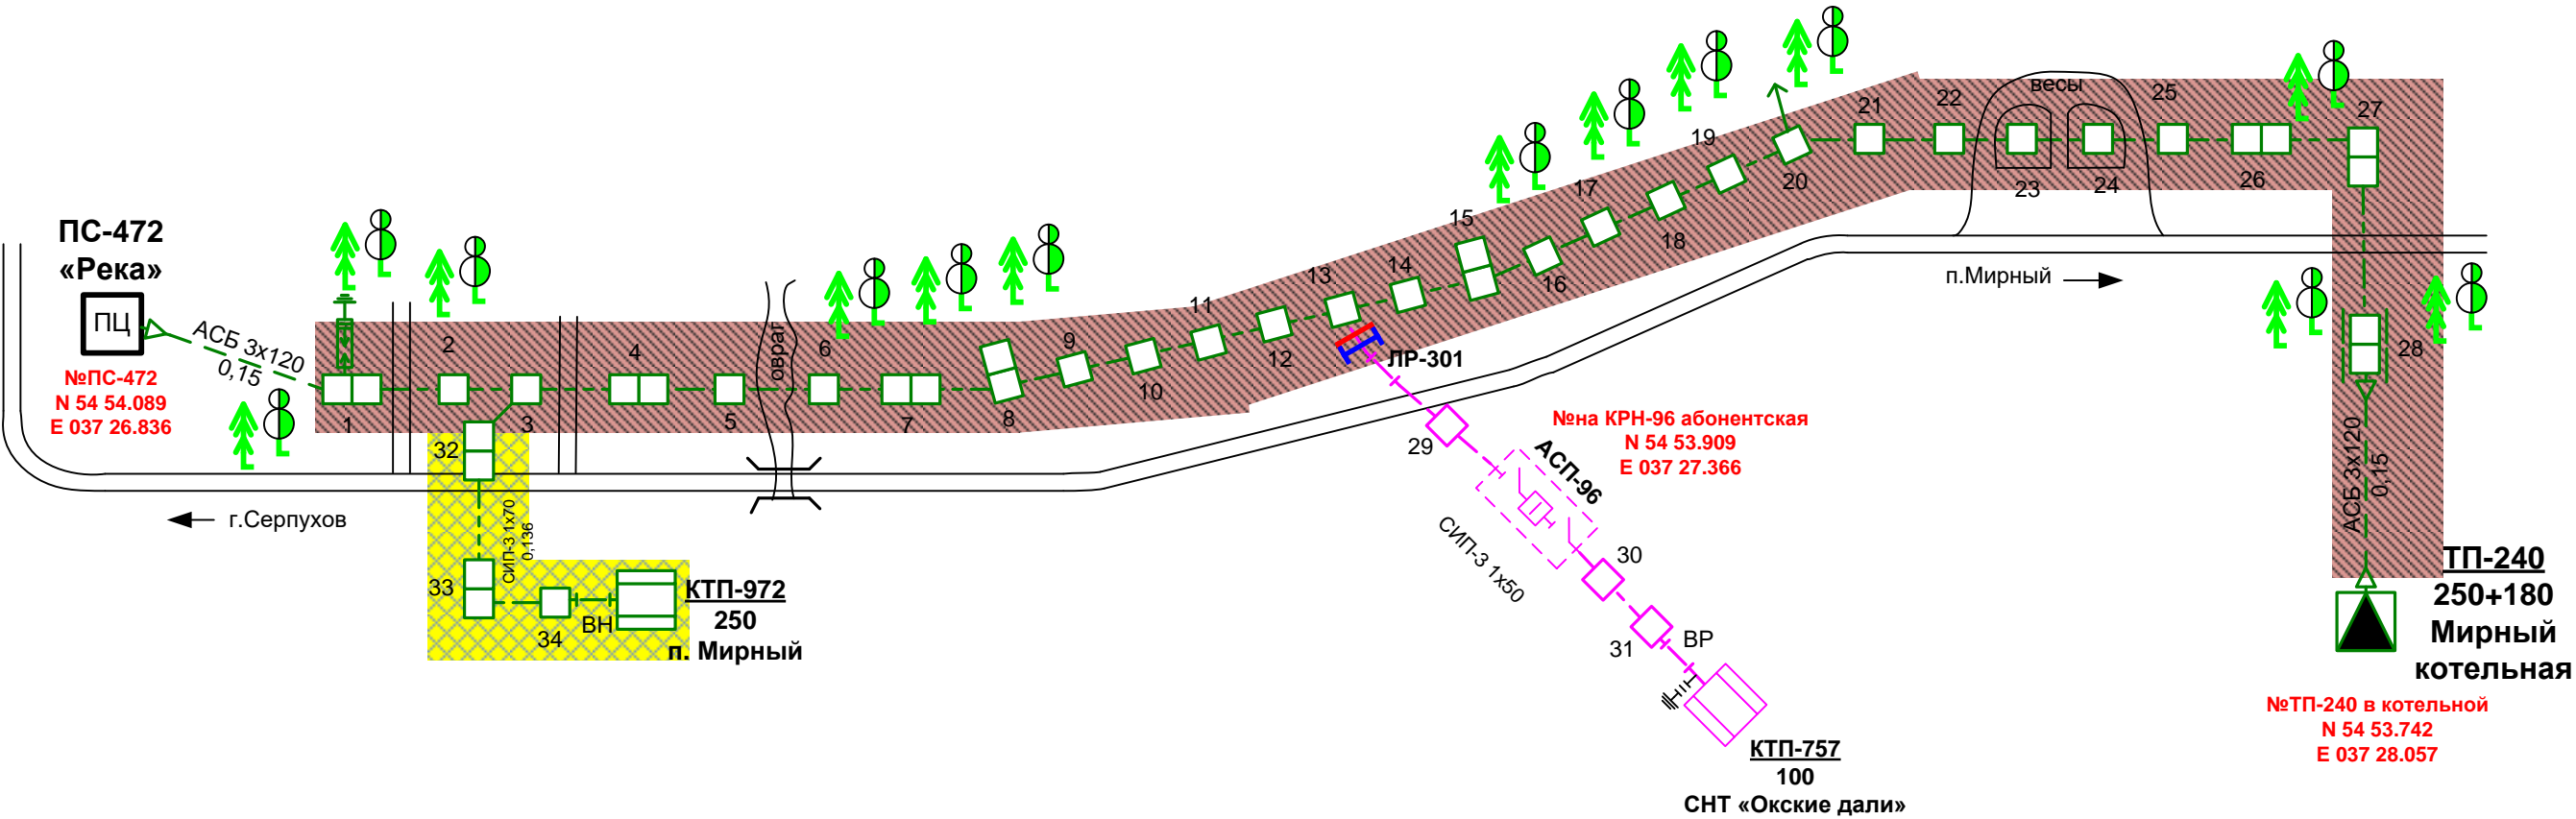 ПС-472
«Река»
ПЦ
№ПС-472
N 54 54.089
E 037 26.836
АСБ 3х120
0,15
1
2
3
4
5
овраг
6
7
8
9
10
11
12
13
14
15
16
17
18
19
20
21
22
весы
23
24
25
26
27
28
п.Мирный
г.Серпухов
32
СИП-3 1х70
0,136
33
34
ВН
КТП-972
250
п. Мирный
ЛР-301
29
№на КРН-96 абонентская
N 54 53.909
E 037 27.366
АСП-96
СИП-3 1х50
30
31
ВР
КТП-757
100
СНТ «Окские дали»
АСБ 3х120
0,15
ТП-240
250+180
Мирный
котельная
№ТП-240 в котельной
N 54 53.742
E 037 28.057